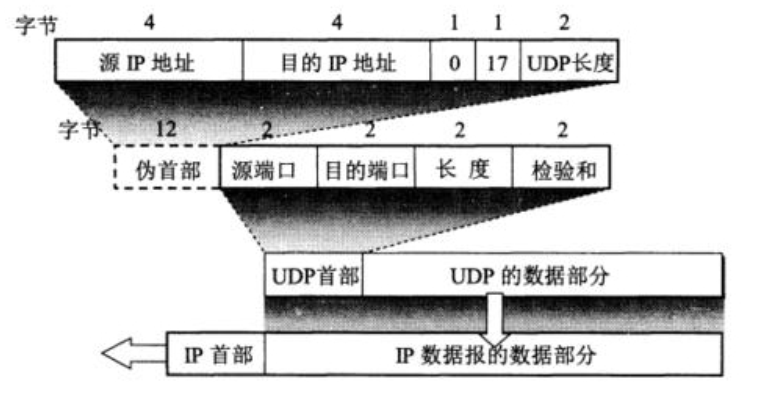 字节 4 4 1 1 2
源 IP 地址 目的 IP 地址 0 17 UDP长度
字节 12 2 2 2 2
伪首部 源端口 目的端口 长 度 检验和
UDP首部 UDP 的数据部分
IP 首部 IP 数据报的数据部分